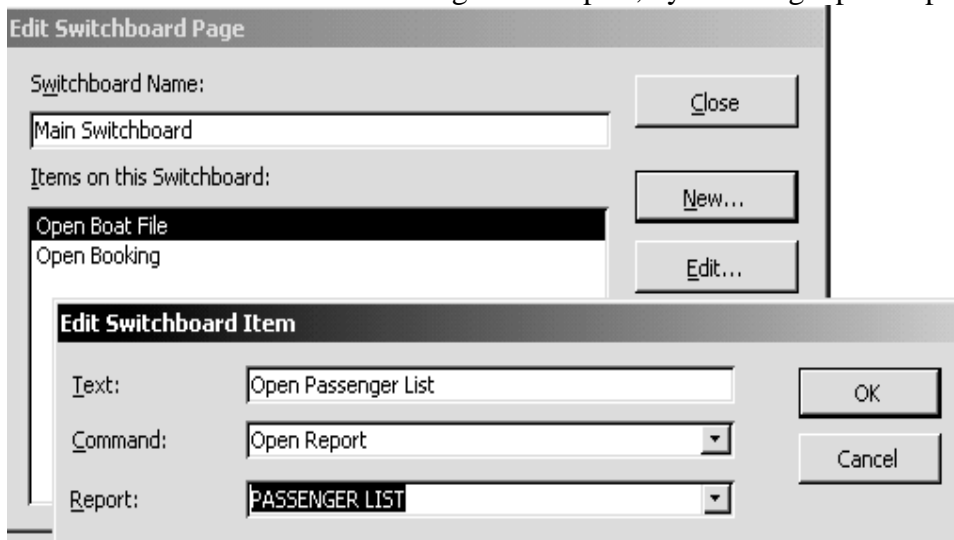 Edit Switchboard Page
Switchboard Name:
Close
Main Switchboard
Items on this Switchboard:
New...
Open Boat File
Open Booking
Edit...
Edit Switchboard Item
Text:
Open Passenger List
OK
Command:
Open Report
Cancel
Report:
PASSENGER LIST